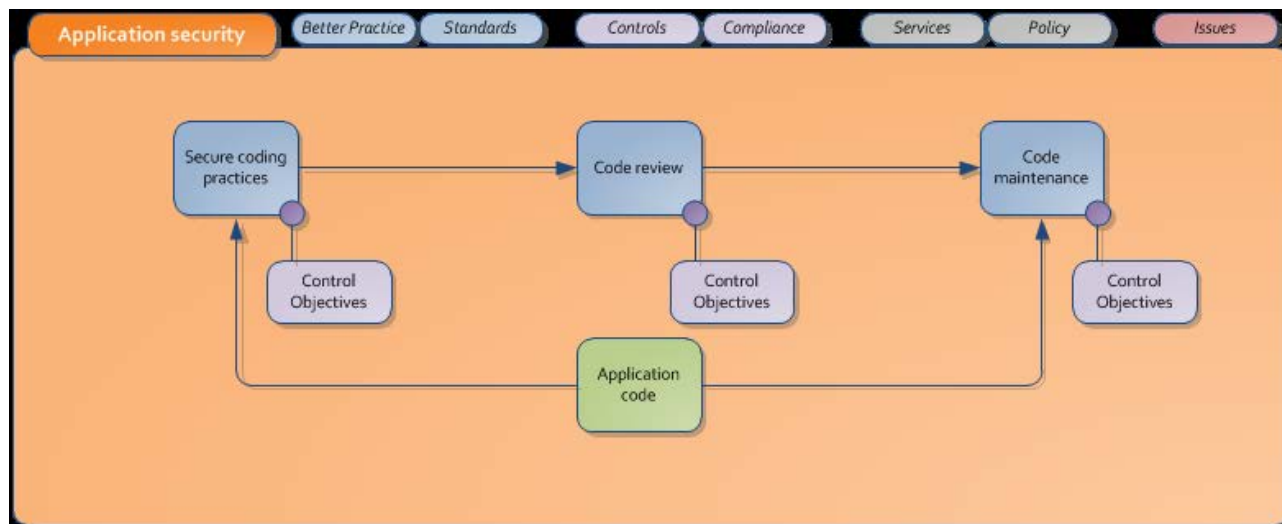 Application security
Better Practice
Standards
Controls
Compliance
Services
Policy
Issues
Secure coding
practices
Code review
Code
maintenance
Control
Objectives
Control
Objectives
Control
Objectives
Application
code